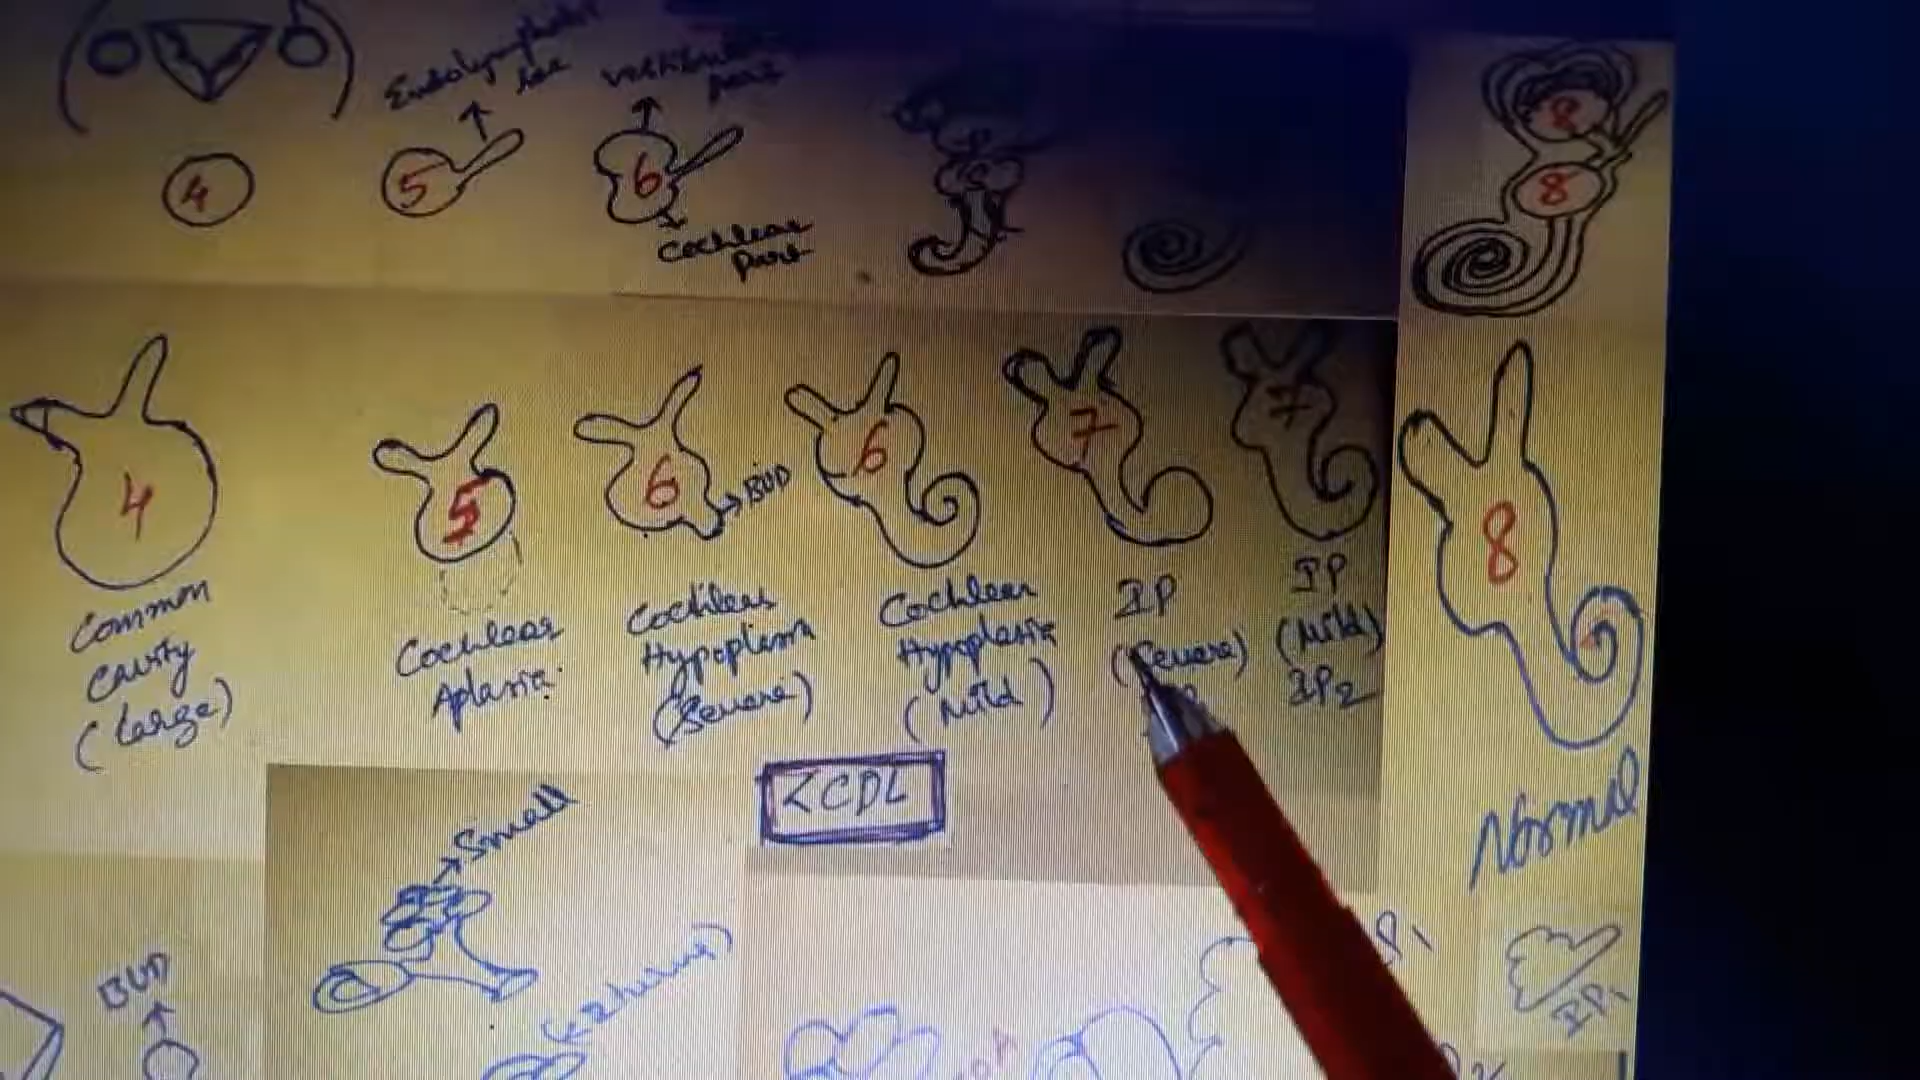 Endolymphatic
Sac
Vestibular
part
4
5
6
8
8
Cochlear
Part
4
5
6
→ BUD
6
7
7
8
Common
Cavity
(Large)
Cochlear
Aplasia
Cochlear
Hypoplasia
(Severe)
Cochlear
Hypoplasia
(Mild)
IP
(Severe)
IP
(Mild)
IP2
Normal
<CDL
Small
BUD
IP1